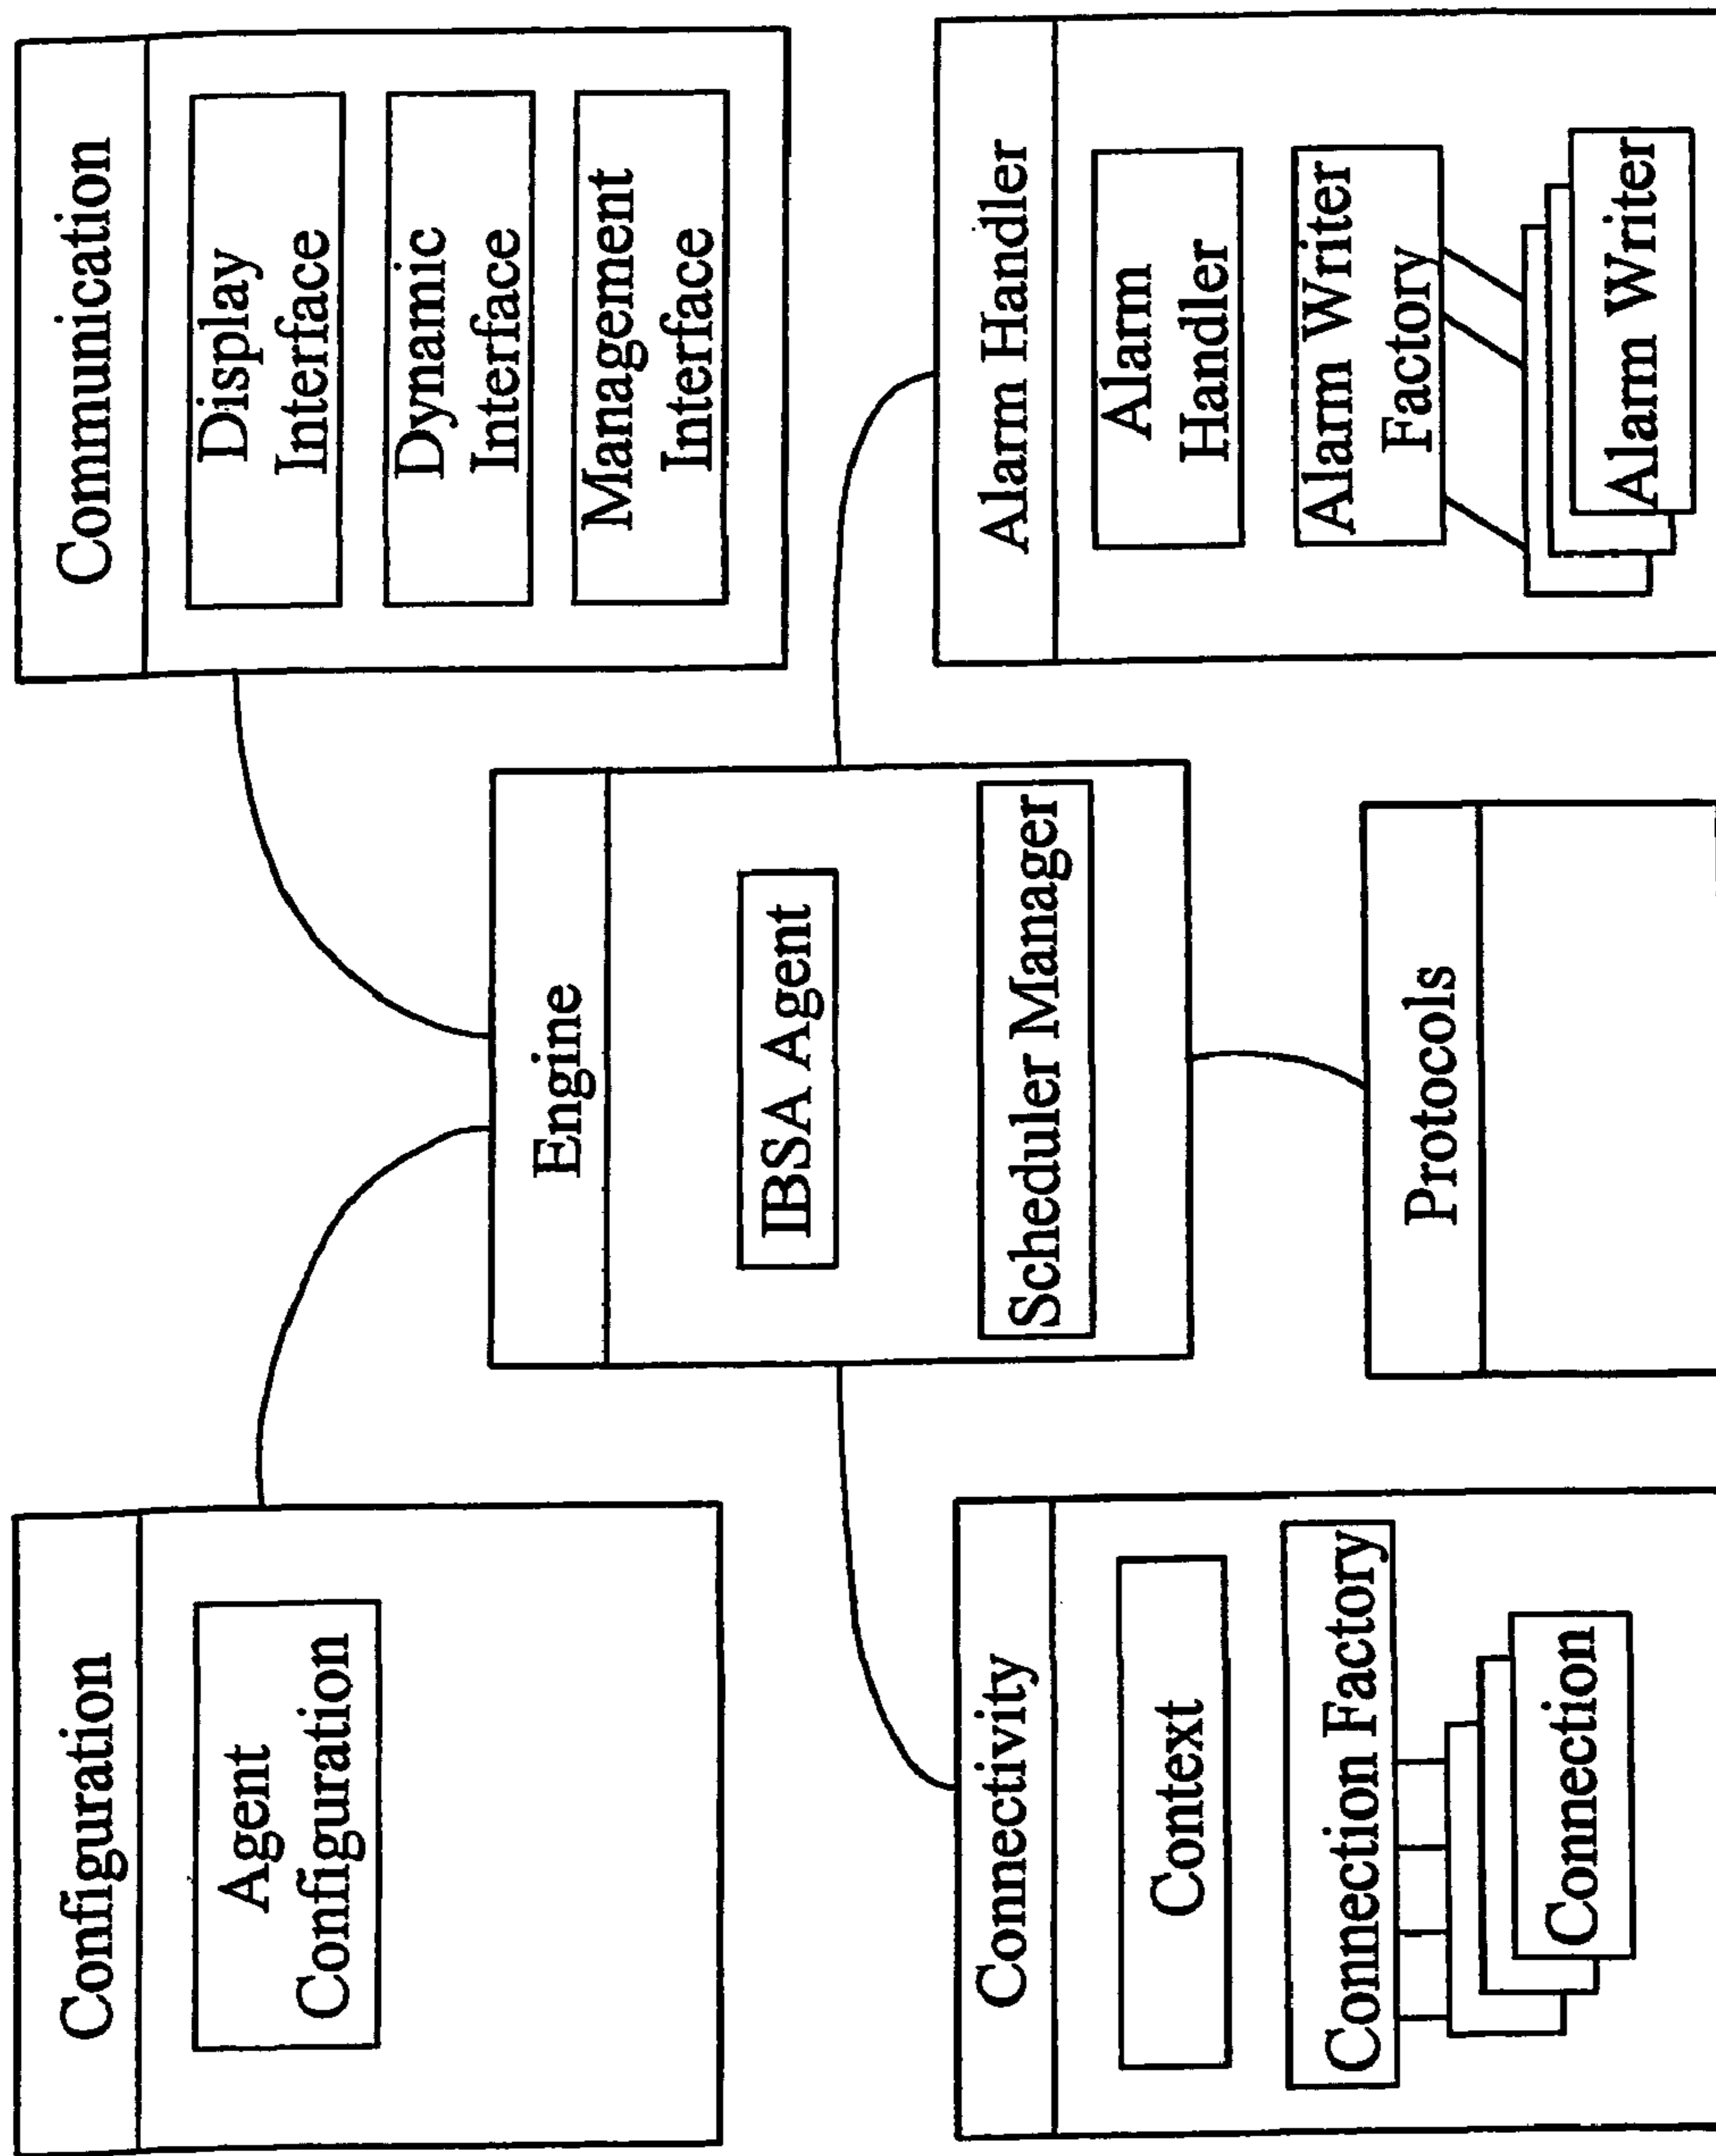 Configuration
Agent
Configuration
Communication
Display
Interface
Dynamic
Interface
Management
Interface
Engine
IBSA Agent
Scheduler Manager
Connectivity
Context
Connection Factory
Connection
Protocols
Alarm Handler
Alarm
Handler
Alarm Writer
Factory
Alarm Writer